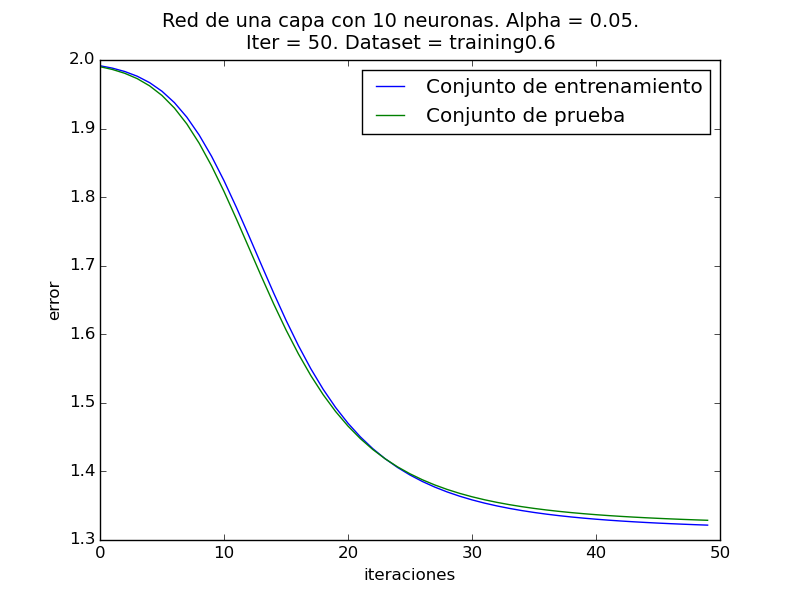 Red de una capa con 10 neuronas. Alpha = 0.05.
Iter = 50. Dataset = training0.6
Conjunto de entrenamiento
Conjunto de prueba
2.0
1.9
1.8
1.7
1.6
1.5
1.4
1.3
error
0 10 20 30 40 50
iteraciones